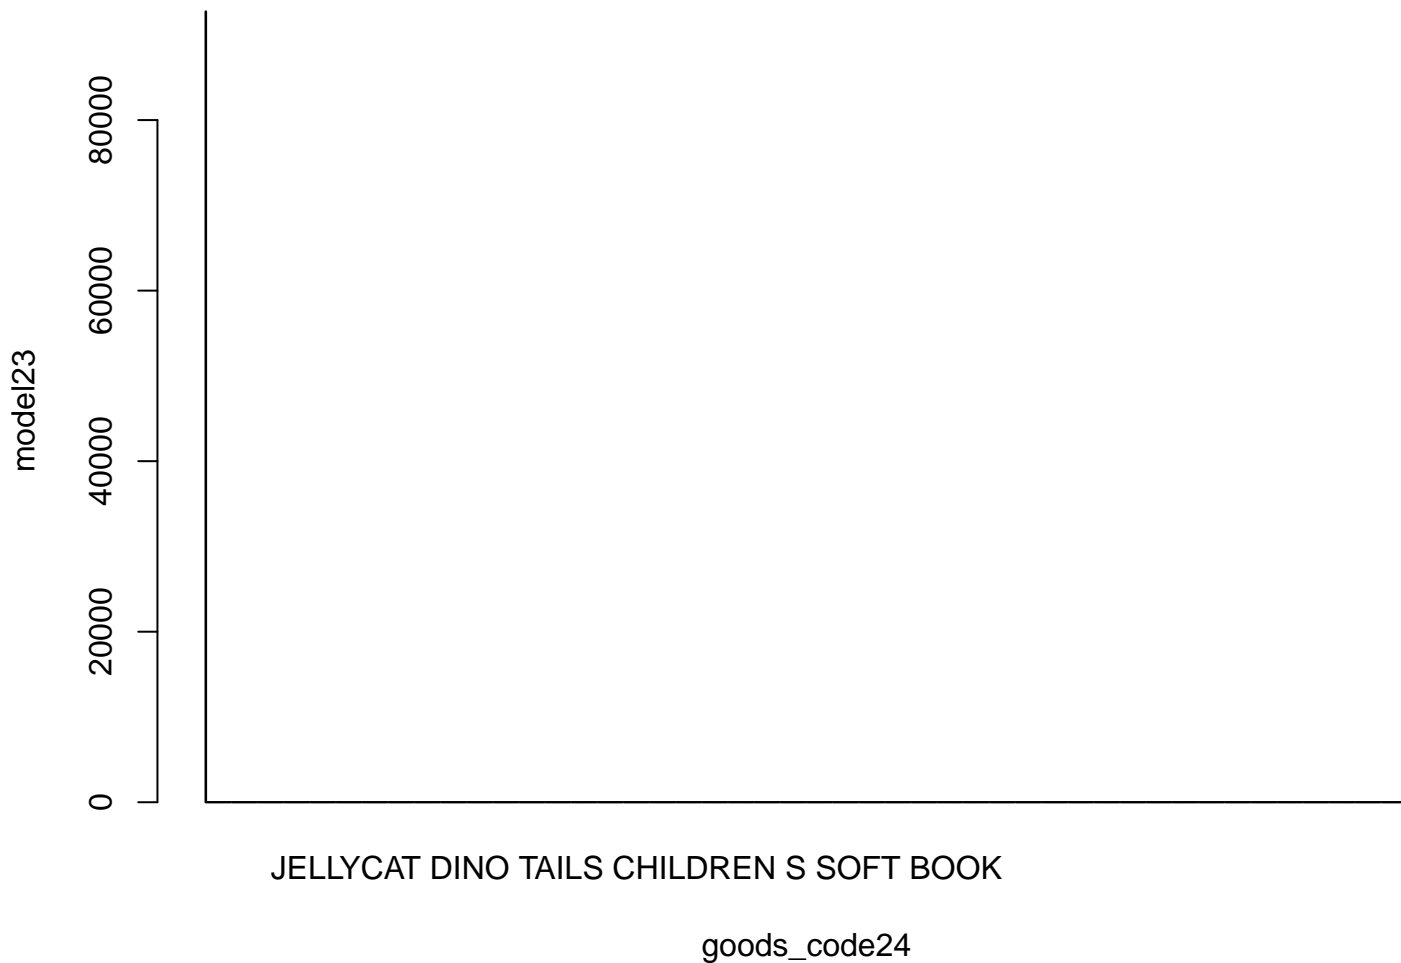 80000
60000
40000
20000
0
model23
JELLYCAT DINO TAILS CHILDREN S SOFT BOOK
goods_code24